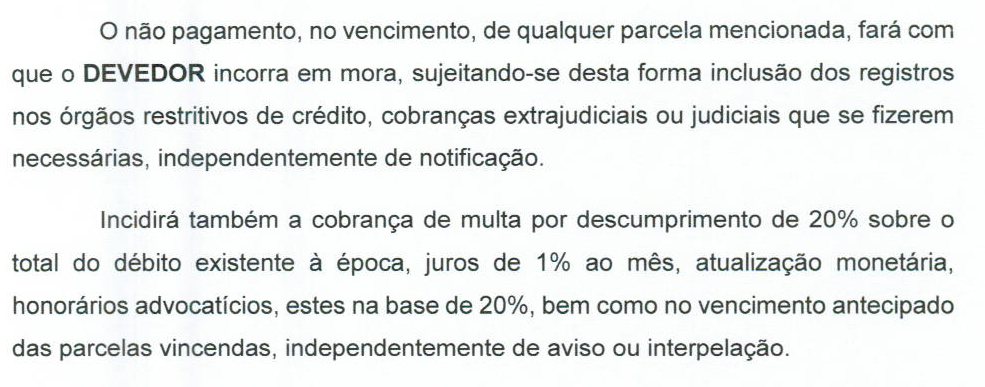 O não pagamento, no vencimento, de qualquer parcela mencionada, fará com
que o DEVEDOR incorra em mora, sujeitando-se desta forma inclusão dos registros
nos órgãos restritivos de crédito, cobranças extrajudiciais ou judiciais que se fizerem
necessárias, independentemente de notificação.
Incidirá também a cobrança de multa por descumprimento de 20% sobre o
total do débito existente à época, juros de 1% ao mês, atualização monetária,
honorários advocatícios, estes na base de 20%, bem como no vencimento antecipado
das parcelas vincendas, independentemente de aviso ou interpelação.